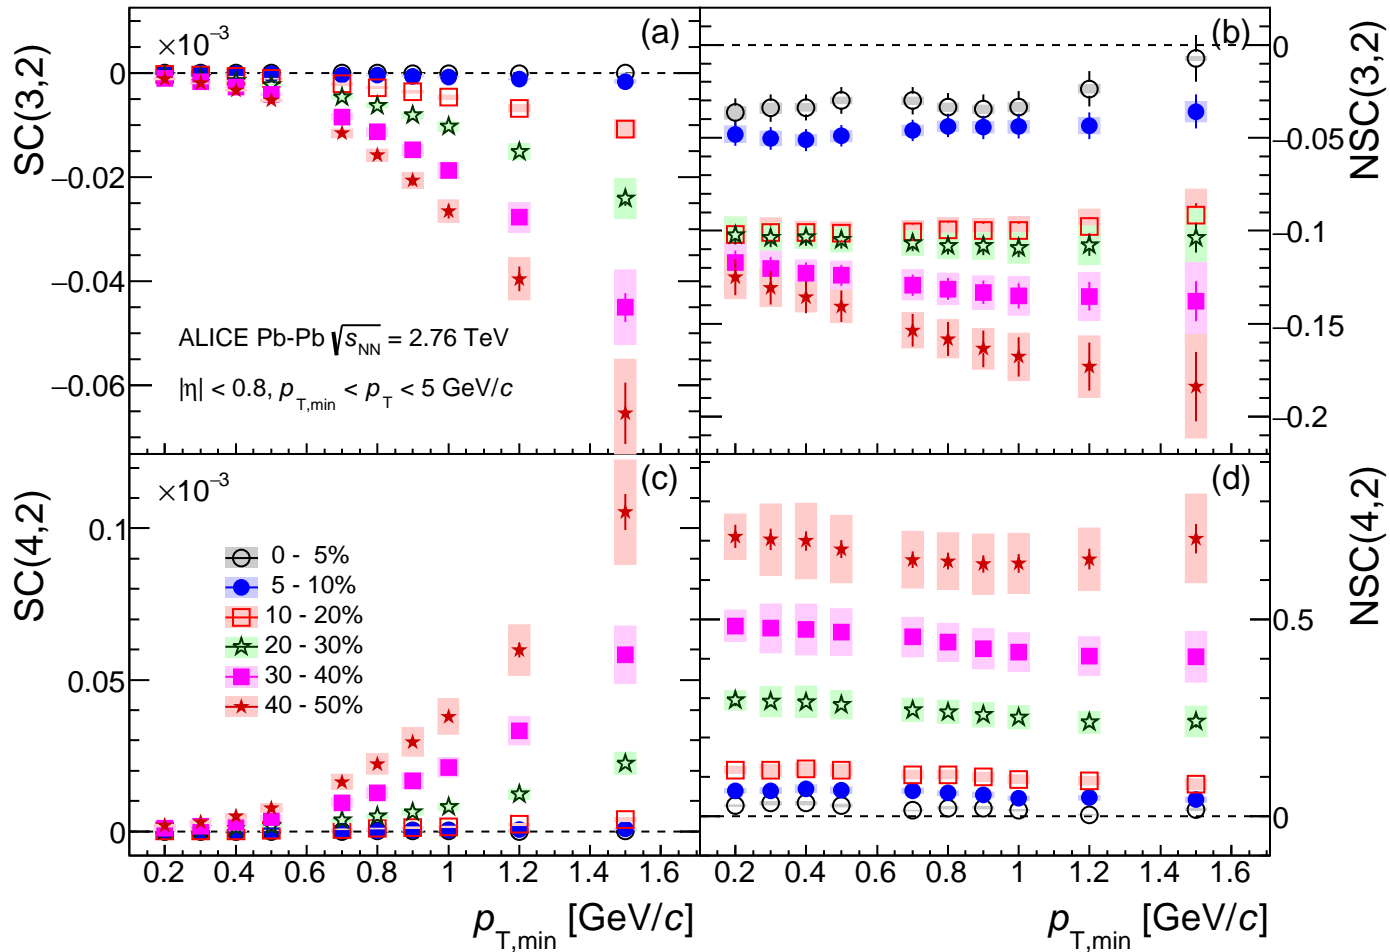 ×10⁻³
(a)
SC(3,2)
0
−0.02
−0.04
−0.06
ALICE Pb-Pb √s_NN = 2.76 TeV
|η| < 0.8, p_T,min < p_T < 5 GeV/c
(b)
NSC(3,2)
0
−0.05
−0.1
−0.15
−0.2
×10⁻³
(c)
SC(4,2)
0.1
0.05
0
0 - 5%
5 - 10%
10 - 20%
20 - 30%
30 - 40%
40 - 50%
0.2 0.4 0.6 0.8 1 1.2 1.4 1.6
p_T,min [GeV/c]
(d)
NSC(4,2)
0.5
0
0.2 0.4 0.6 0.8 1 1.2 1.4 1.6
p_T,min [GeV/c]